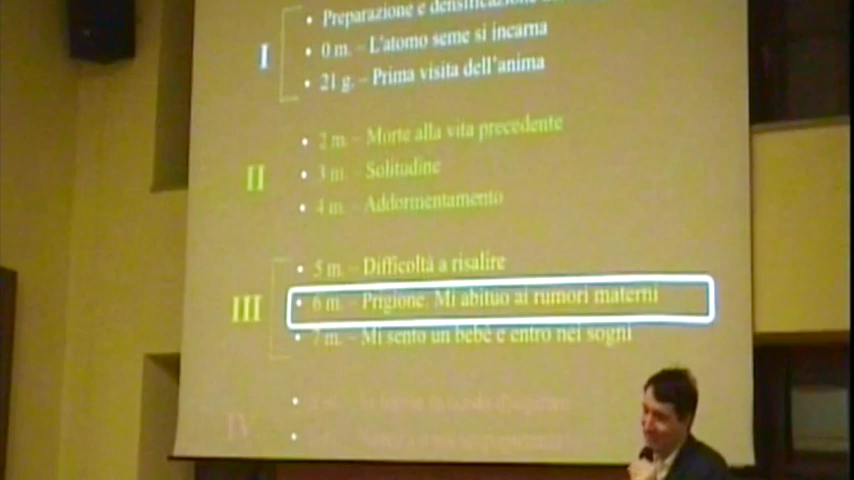 I
• Preparazione e densificazione
• 0 m. – L'atomo seme si incarna
• 21 g. – Prima visita dell'anima
II
• 2 m. – Morte alla vita precedente
• 3 m. – Solitudine
• 4 m. – Addormentamento
III
• 5 m. – Difficoltà a risalire
• 6 m. – Prigione. Mi abituo ai rumori materni
• 7 m. – Mi sento un bebè e entro nei sogni
IV